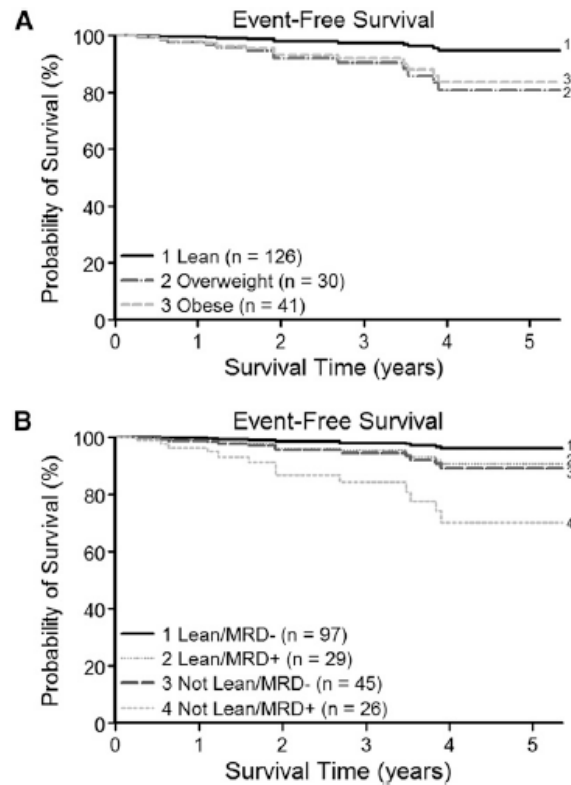 A
Event-Free Survival
Probability of Survival (%)
100
80
60
40
20
0
1
3
2
1 Lean (n = 126)
2 Overweight (n = 30)
3 Obese (n = 41)
0 1 2 3 4 5
Survival Time (years)
B
Event-Free Survival
Probability of Survival (%)
100
80
60
40
20
0
1
4
1 Lean/MRD- (n = 97)
2 Lean/MRD+ (n = 29)
3 Not Lean/MRD- (n = 45)
4 Not Lean/MRD+ (n = 26)
0 1 2 3 4 5
Survival Time (years)